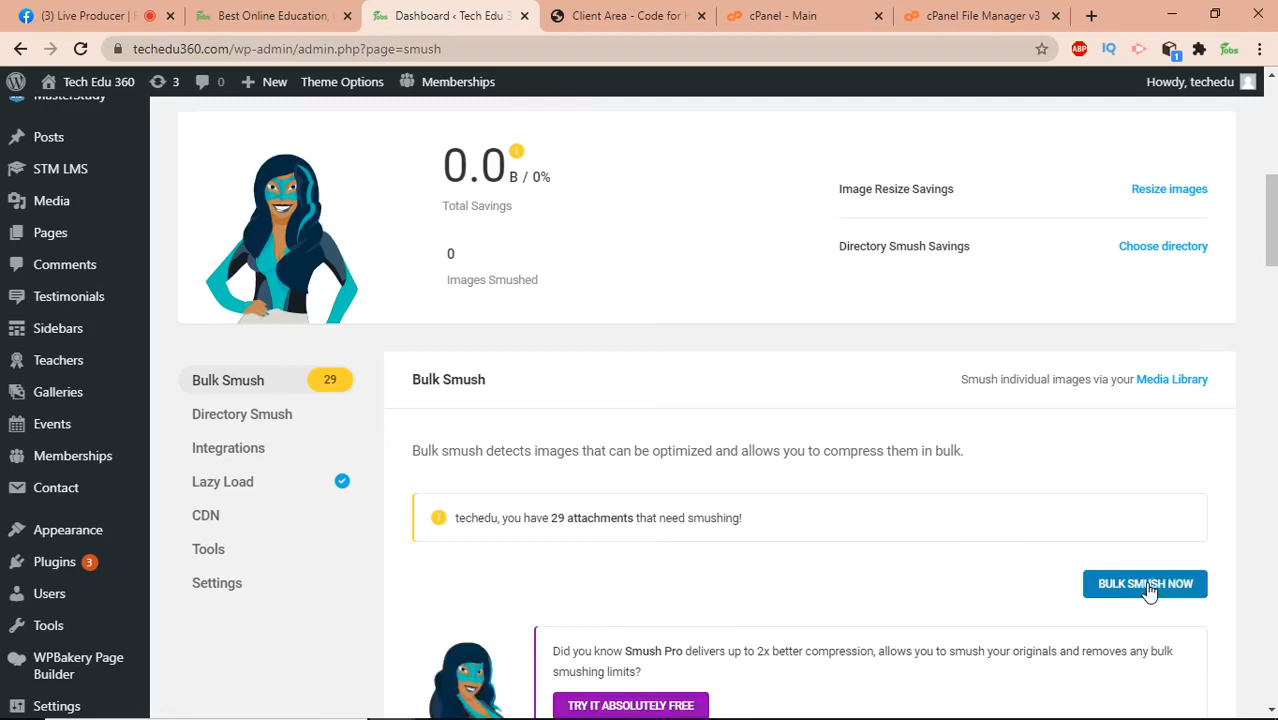 (3) Live Producer | F
Best Online Education,
Dashboard ‹ Tech Edu 3
Client Area - Code for H
cPanel - Main
cPanel File Manager v3
techedu360.com/wp-admin/admin.php?page=smush
ABP
IQ
1
Jobs
Tech Edu 360
3
0
New
Theme Options
Memberships
Howdy, techedu
MasterStudy
Posts
STM LMS
Media
Pages
Comments
Testimonials
Sidebars
Teachers
Galleries
Events
Memberships
Contact
Appearance
Plugins 3
Users
Tools
WPBakery Page
Builder
Settings
0.0 B / 0%
Total Savings
0
Images Smushed
Image Resize Savings
Resize images
Directory Smush Savings
Choose directory
Bulk Smush 29
Directory Smush
Integrations
Lazy Load
CDN
Tools
Settings
Bulk Smush
Smush individual images via your Media Library
Bulk smush detects images that can be optimized and allows you to compress them in bulk.
techedu, you have 29 attachments that need smushing!
BULK SMUSH NOW
Did you know Smush Pro delivers up to 2x better compression, allows you to smush your originals and removes any bulk
smushing limits?
TRY IT ABSOLUTELY FREE